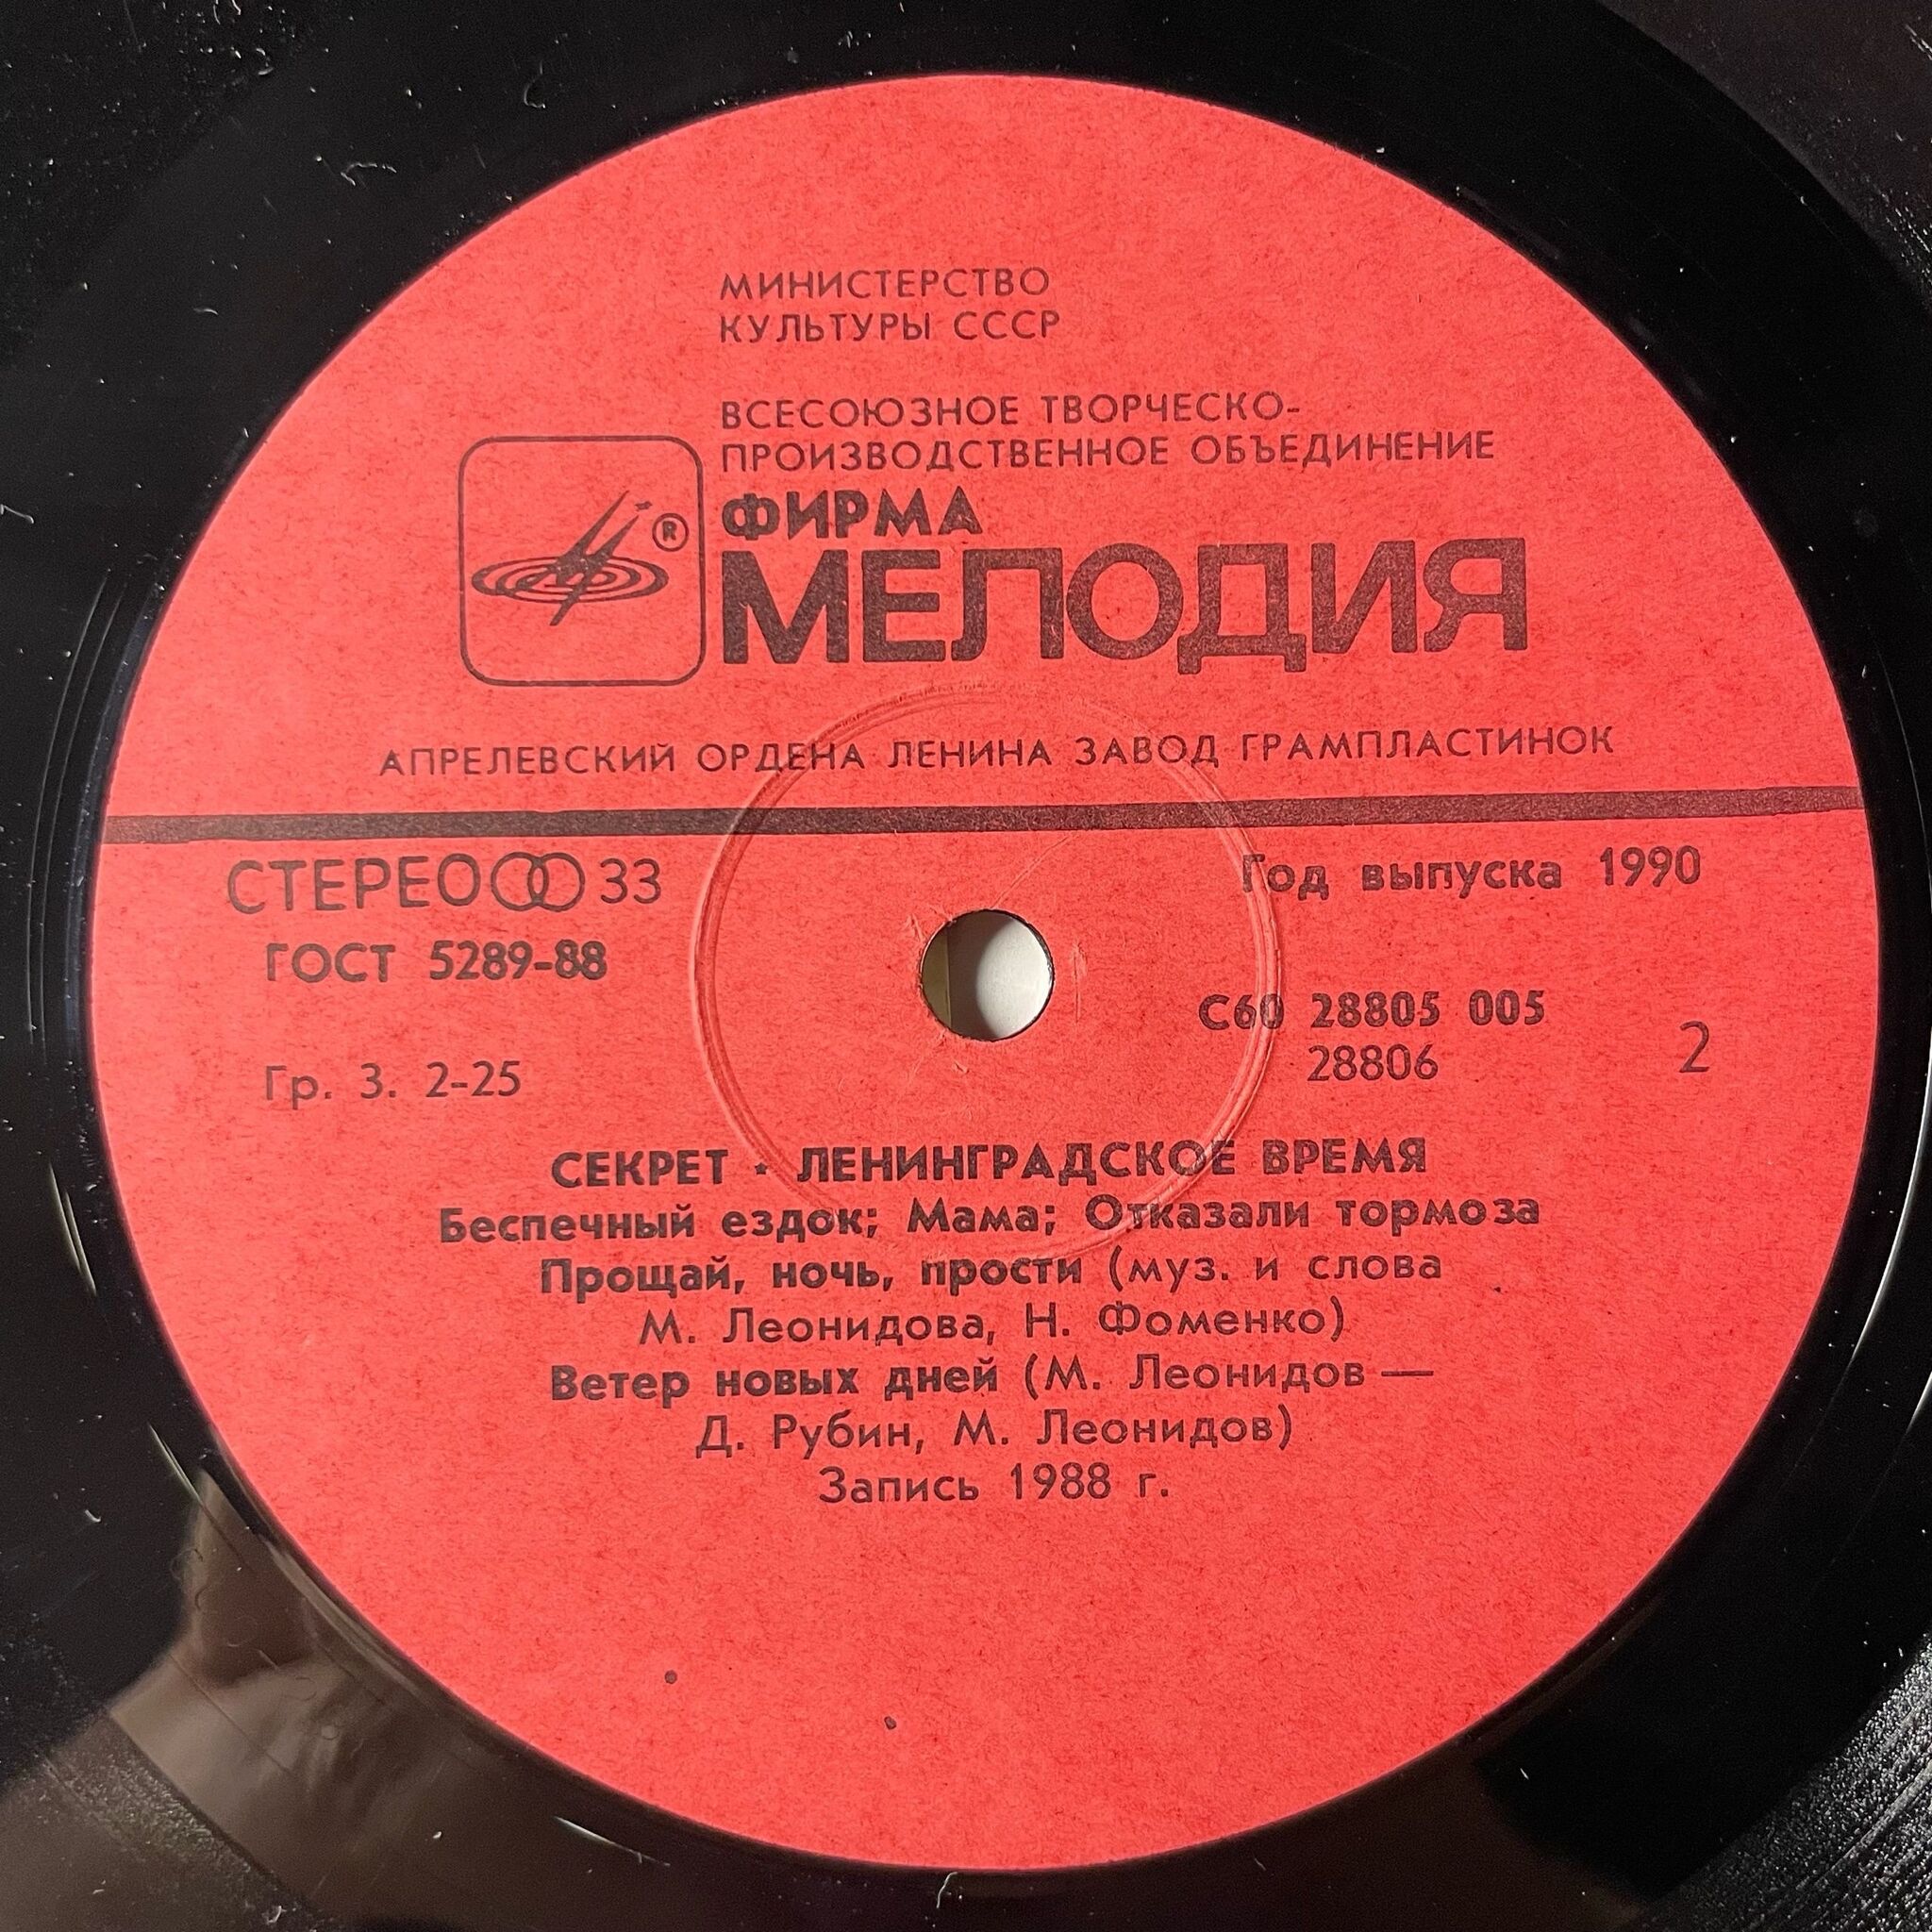 МИНИСТЕРСТВО
КУЛЬТУРЫ СССР
ВСЕСОЮЗНОЕ ТВОРЧЕСКО-
ПРОИЗВОДСТВЕННОЕ ОБЪЕДИНЕНИЕ
®
ФИРМА
МЕЛОДИЯ
АПРЕЛЕВСКИЙ ОРДЕНА ЛЕНИНА ЗАВОД ГРАМПЛАСТИНОК
СТЕРЕО 33
Год выпуска 1990
ГОСТ 5289-88
С60 28805 005
28806
2
Гр. 3. 2-25
СЕКРЕТ • ЛЕНИНГРАДСКОЕ ВРЕМЯ
Беспечный ездок; Мама; Отказали тормоза
Прощай, ночь, прости (муз. и слова
М. Леонидова, Н. Фоменко)
Ветер новых дней (М. Леонидов —
Д. Рубин, М. Леонидов)
Запись 1988 г.